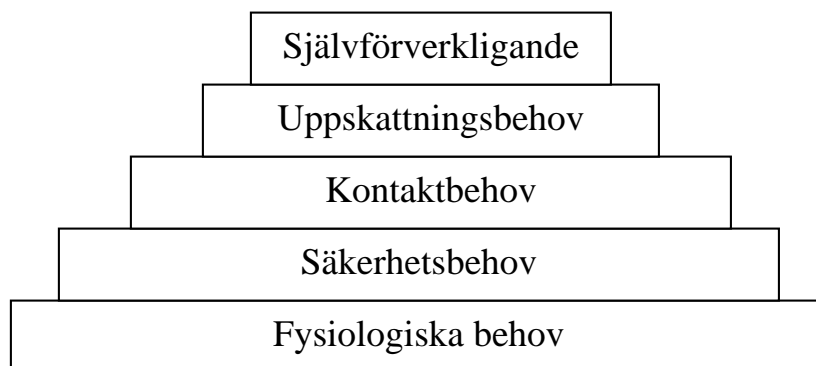 Självförverkligande
Uppskattningsbehov
Kontaktbehov
Säkerhetsbehov
Fysiologiska behov